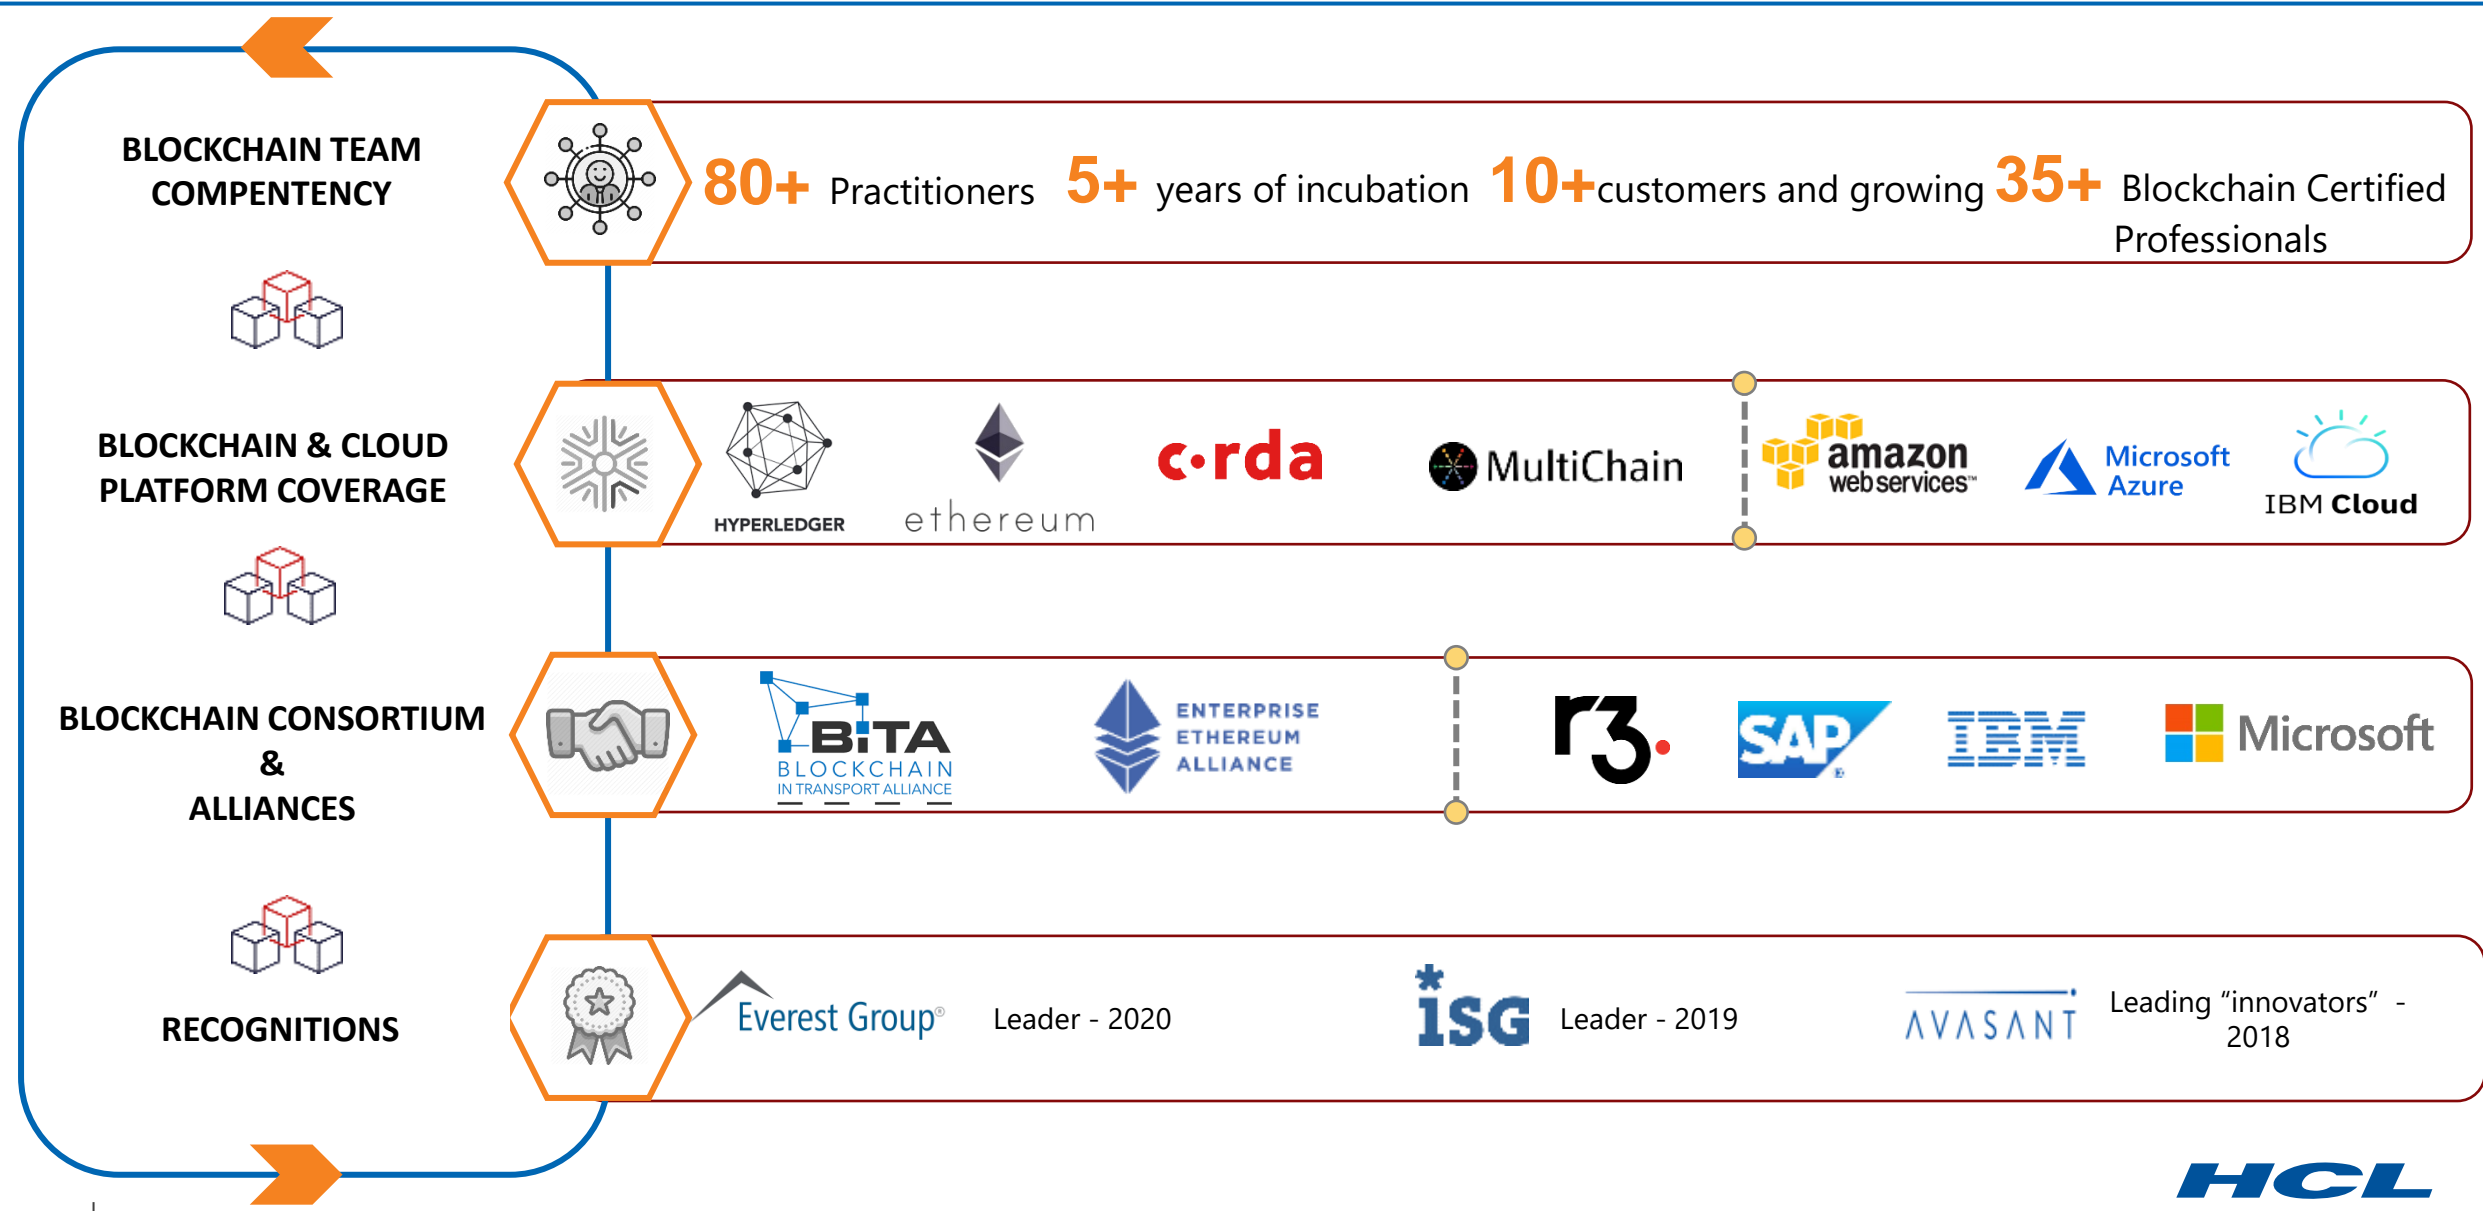 BLOCKCHAIN TEAM
COMPENTENCY
80+ Practitioners 5+ years of incubation 10+customers and growing 35+ Blockchain Certified
Professionals
BLOCKCHAIN & CLOUD
PLATFORM COVERAGE
HYPERLEDGER
ethereum
c·rda
MultiChain
amazon
web services™
Microsoft
Azure
IBM Cloud
BLOCKCHAIN CONSORTIUM
&
ALLIANCES
BiTA
BLOCKCHAIN
IN TRANSPORT ALLIANCE
ENTERPRISE
ETHEREUM
ALLIANCE
r3.
SAP
IBM
Microsoft
RECOGNITIONS
Everest Group® Leader - 2020
iSG Leader - 2019
AVASANT
Leading “innovators” -
2018
HCL